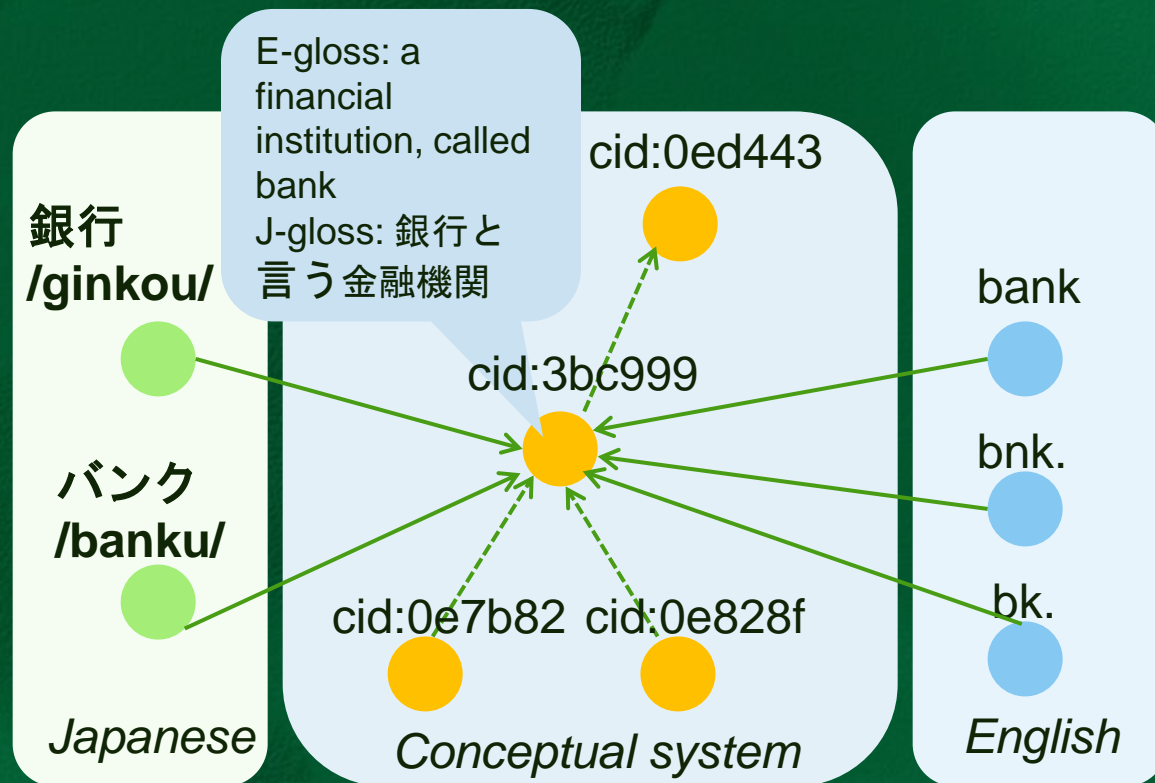 E-gloss: a
financial
institution, called
bank
J-gloss: 銀行と
言う金融機関
cid:0ed443
銀行
/ginkou/
bank
cid:3bc999
バンク
/banku/
bnk.
cid:0e7b82
cid:0e828f
bk.
Japanese
Conceptual system
English